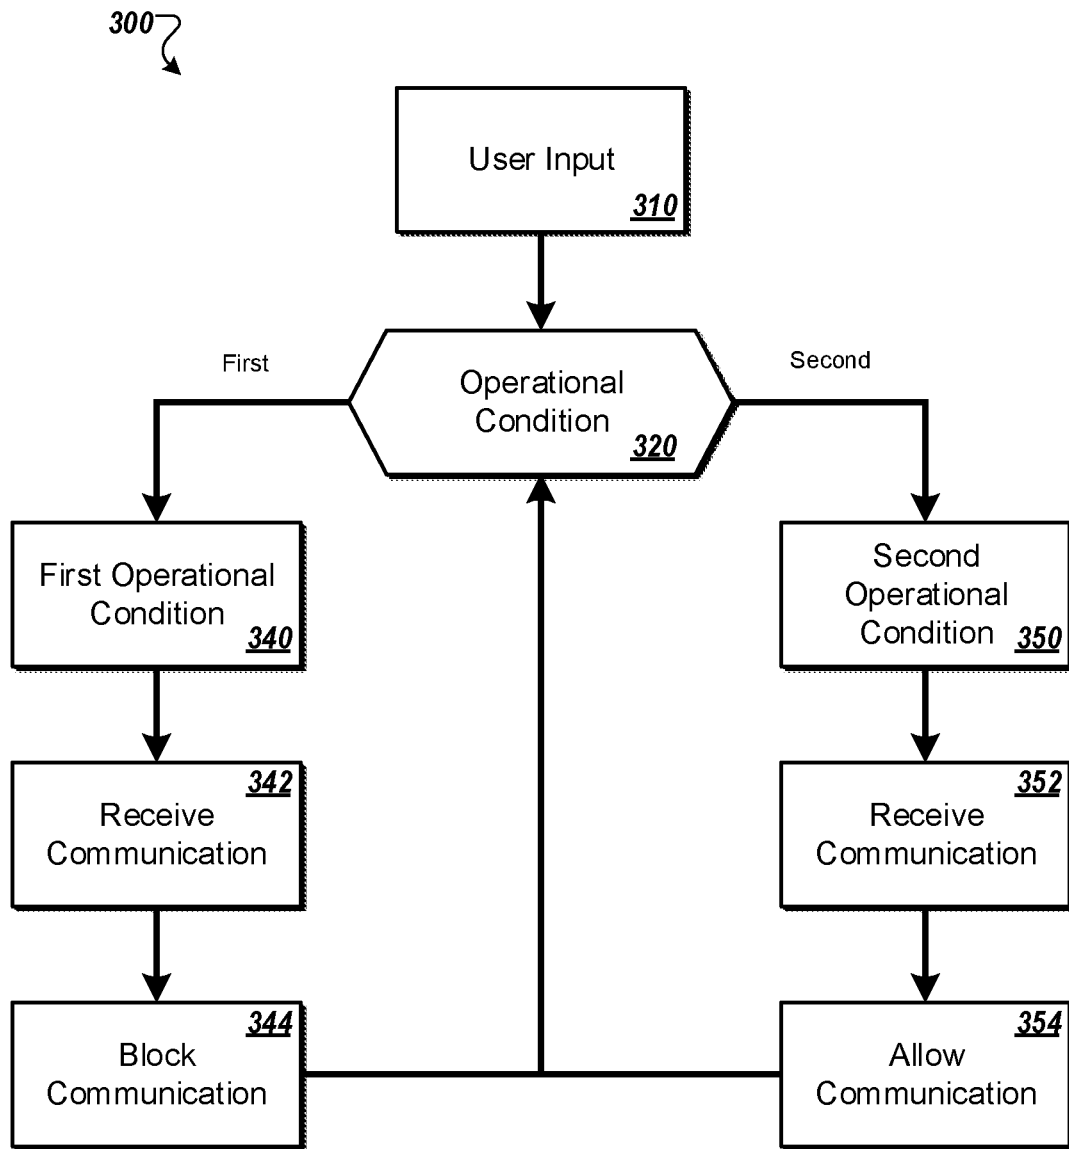 300
User Input
310
First
Second
Operational
Condition
320
First Operational
Condition
340
Second
Operational
Condition
350
342
Receive
Communication
352
Receive
Communication
344
Block
Communication
354
Allow
Communication